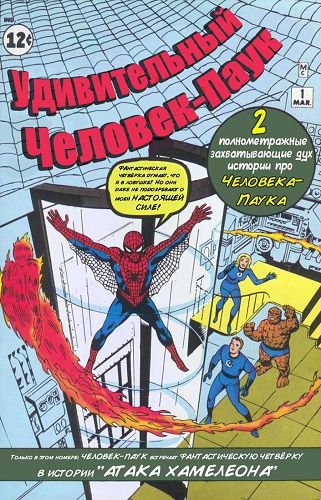 IND.
12¢
Удивительный
Человек-Паук
MC
1
MAR.
2
полнометражные
захватывающие дух
истории про
Человека-
Паука
Фантастическая
четвёрка думает, что
я в ловушке? Но они
даже не подозревают о
моей НАСТОЯЩЕЙ
СИЛЕ!
Только в этом номере: ЧЕЛОВЕК-ПАУК встречает ФАНТАСТИЧЕСКУЮ ЧЕТВЁРКУ
в истории "АТАКА ХАМЕЛЕОНА"